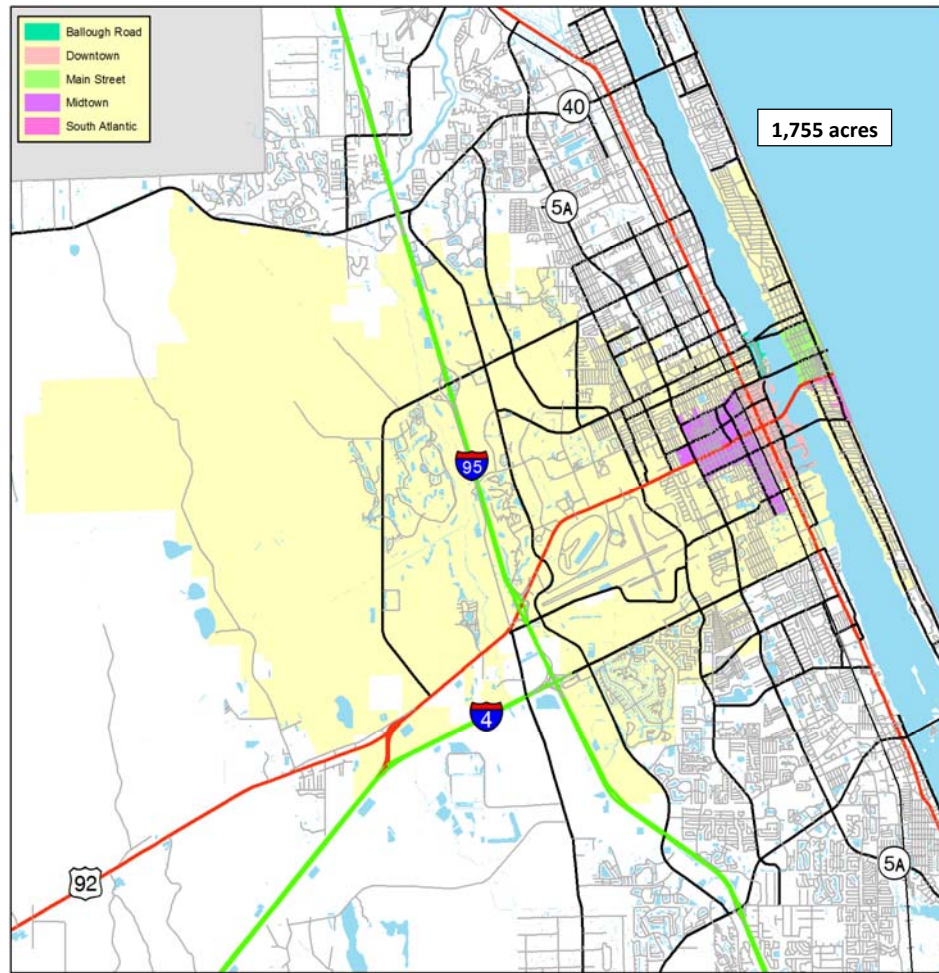 Ballough Road
Downtown
Main Street
Midtown
South Atlantic
1,755 acres
40
5A
95
4
92
5A